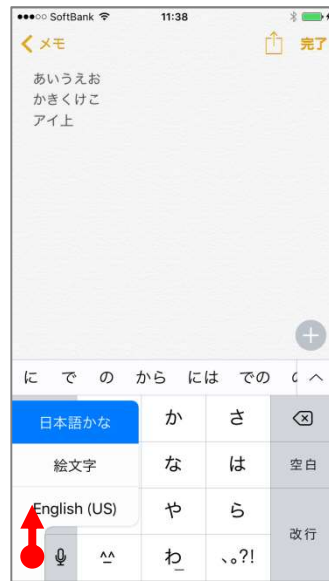 SoftBank 11:38
メモ 完了
あいうえお
かきくけこ
アイ上
に で の から には での
日本語かな か さ
絵文字 な は 空白
English (US) や ら
^^ わ 、。?! 改行